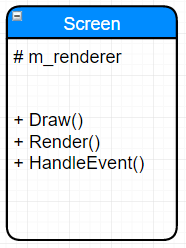 Screen
# m_renderer
+ Draw()
+ Render()
+ HandleEvent()